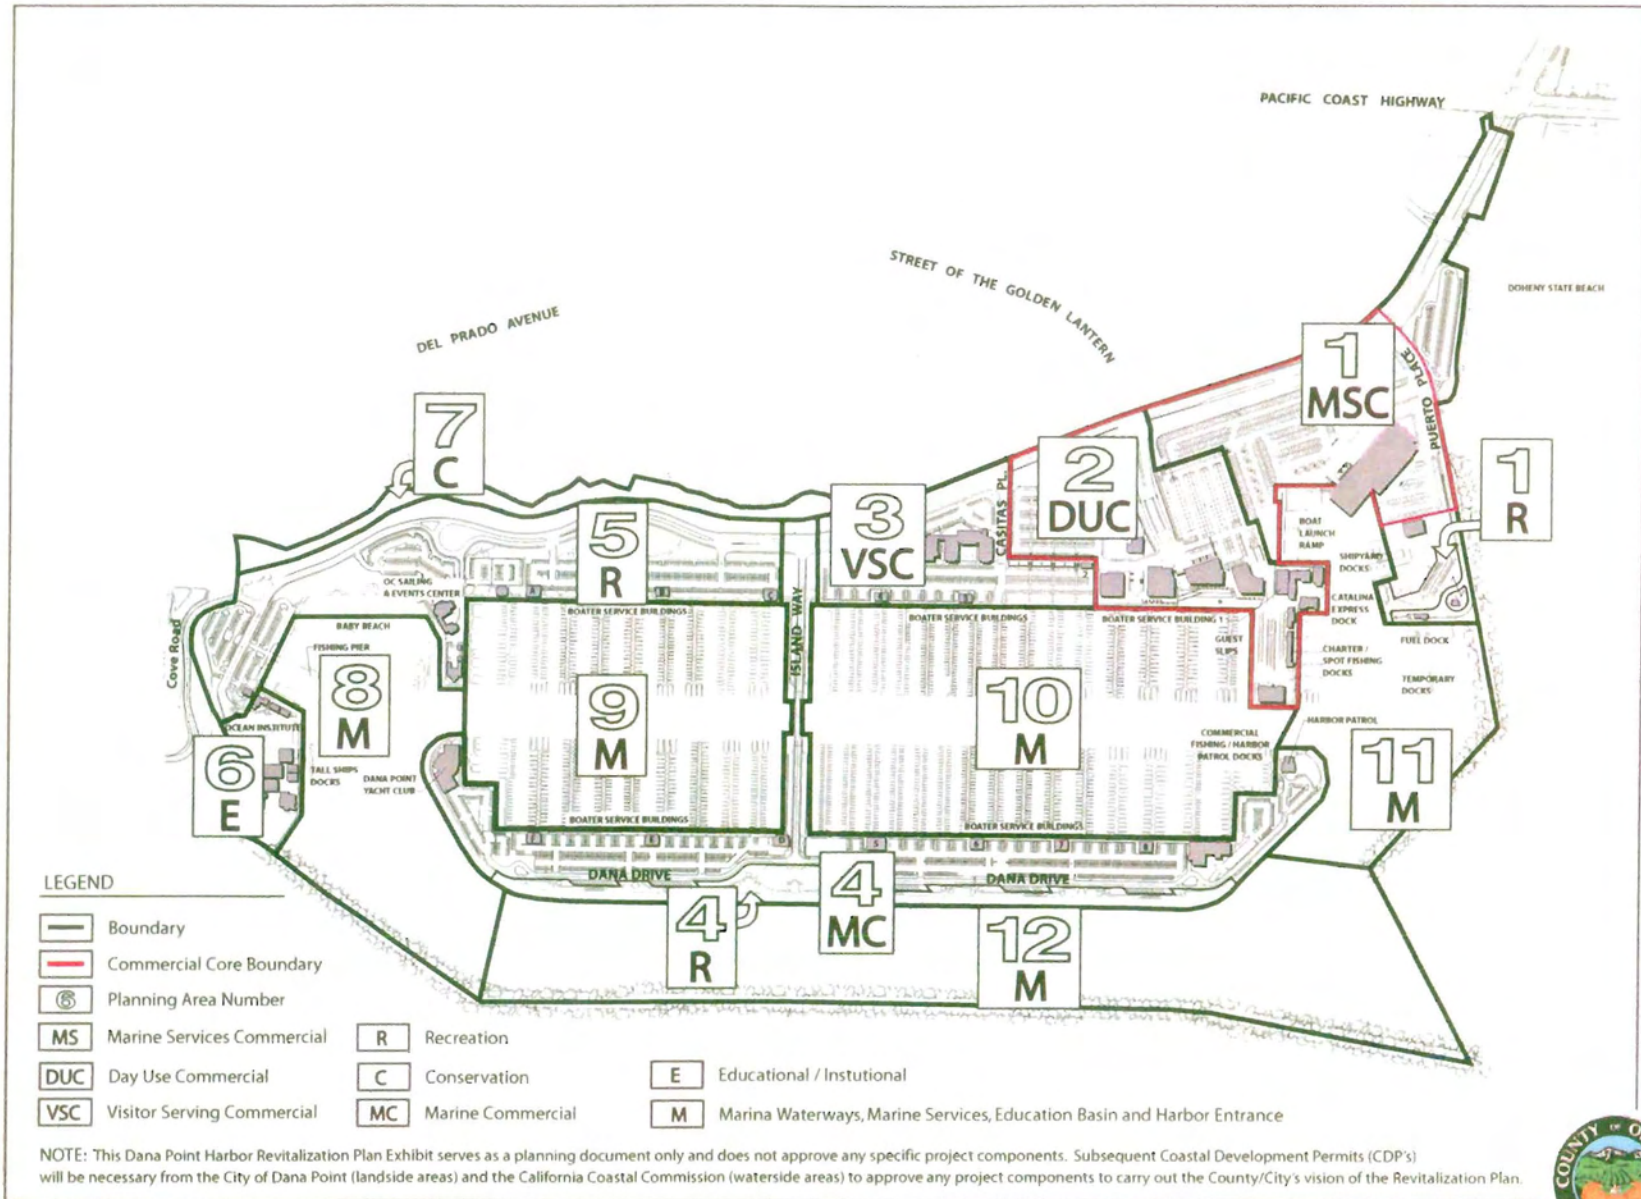 PACIFIC COAST HIGHWAY
STREET OF THE GOLDEN LANTERN
DOHENY STATE BEACH
DEL PRADO AVENUE
1
MSC
PUERTO PLACE
7
C
2
DUC
CASITAS PL.
1
R
5
R
3
VSC
BOAT
LAUNCH
RAMP
SHIPYARD
DOCKS
OC SAILING
& EVENTS CENTER
BOATER SERVICE BUILDINGS
ISLAND WAY
BOATER SERVICE BUILDINGS
BOATER SERVICE BUILDING 1
CATALINA
EXPRESS
DOCK
BABY BEACH
GUEST
SLIPS
FUEL DOCK
Cove Road
FISHING PIER
CHARTER /
SPOT FISHING
DOCKS
TEMPORARY
DOCKS
8
M
9
M
10
M
OCEAN INSTITUTE
HARBOR PATROL
COMMERCIAL
FISHING / HARBOR
PATROL DOCKS
6
E
TALL SHIPS
DOCKS
DANA POINT
YACHT CLUB
11
M
BOATER SERVICE BUILDINGS
BOATER SERVICE BUILDINGS
5
6
7
8
DANA DRIVE
DANA DRIVE
4
R
4
MC
12
M
LEGEND
Boundary
Commercial Core Boundary
6 Planning Area Number
MS Marine Services Commercial
R Recreation
DUC Day Use Commercial
C Conservation
E Educational / Instutional
VSC Visitor Serving Commercial
MC Marine Commercial
M Marina Waterways, Marine Services, Education Basin and Harbor Entrance
NOTE: This Dana Point Harbor Revitalization Plan Exhibit serves as a planning document only and does not approve any specific project components. Subsequent Coastal Development Permits (CDP's)
will be necessary from the City of Dana Point (landside areas) and the California Coastal Commission (waterside areas) to approve any project components to carry out the County/City's vision of the Revitalization Plan.
COUNTY OF O